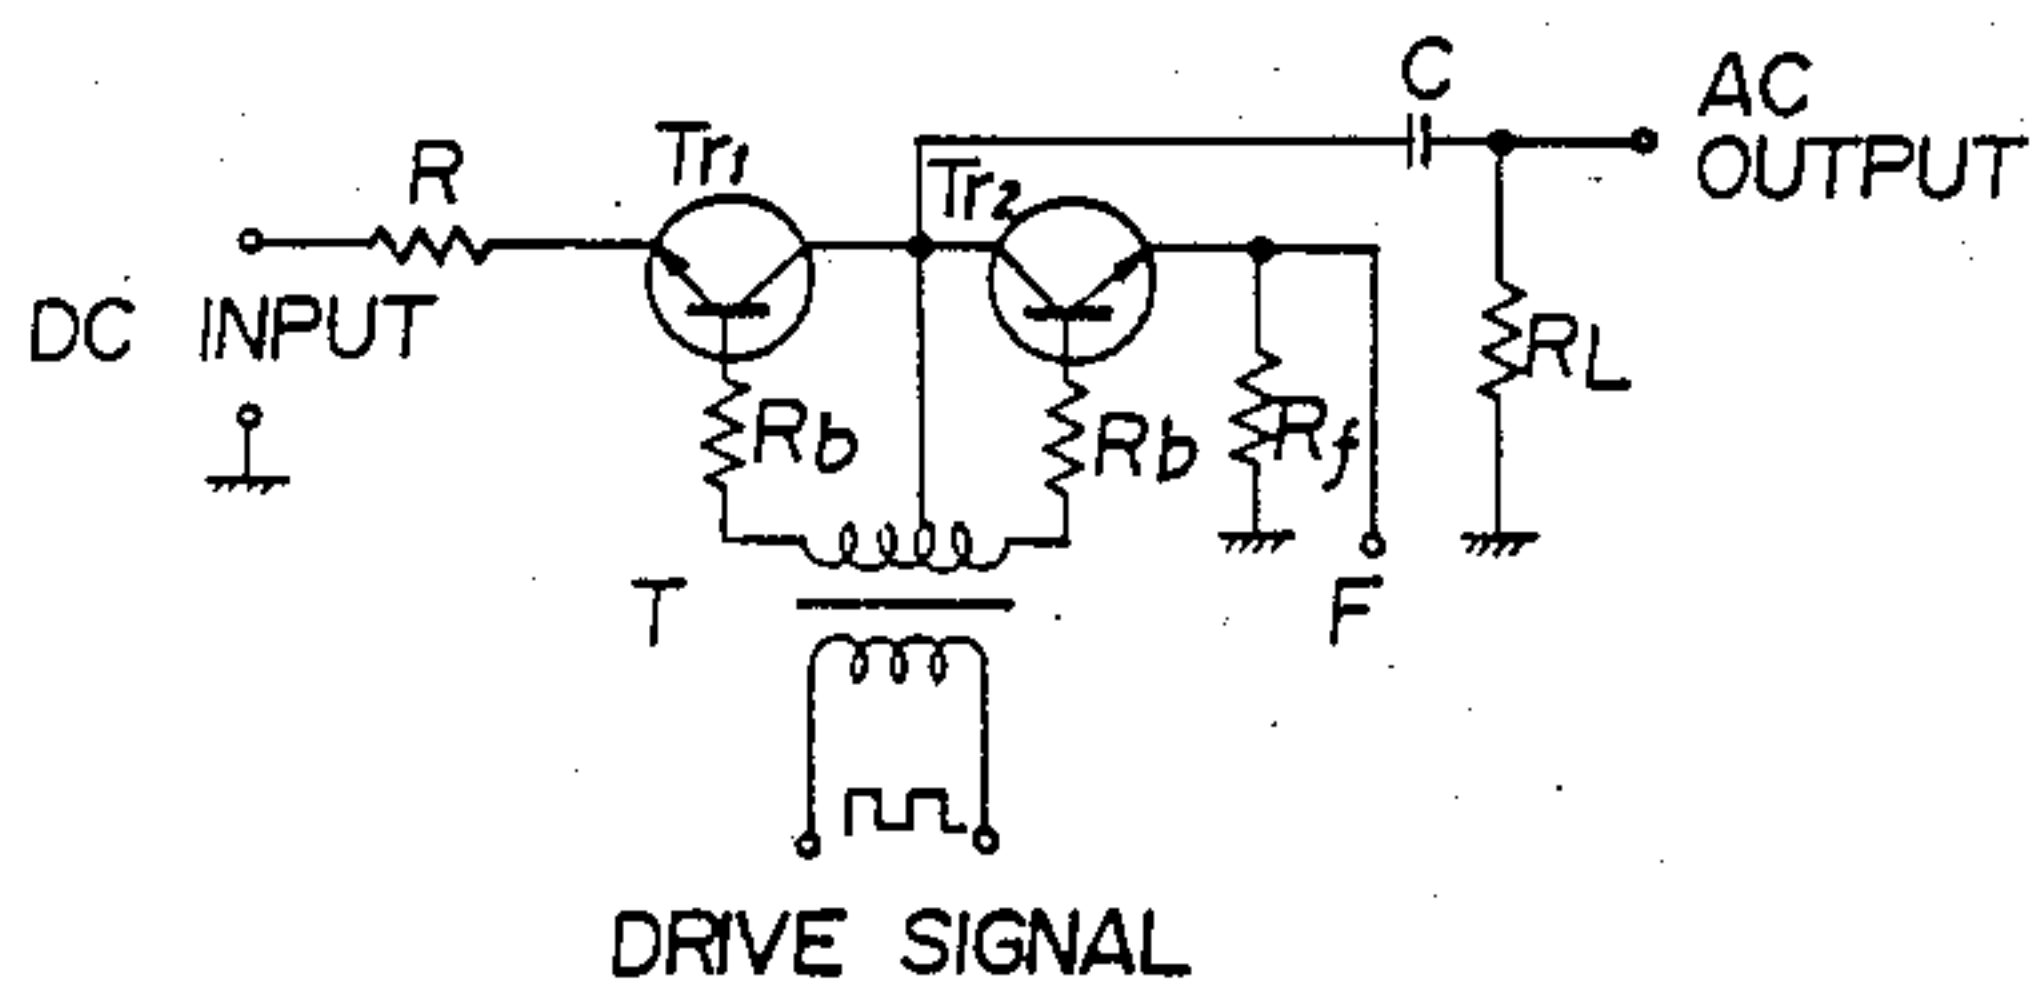 C
AC
OUTPUT
R
Tr1
Tr2
DC INPUT
Rb
Rb
Rf
RL
T
F
DRIVE SIGNAL